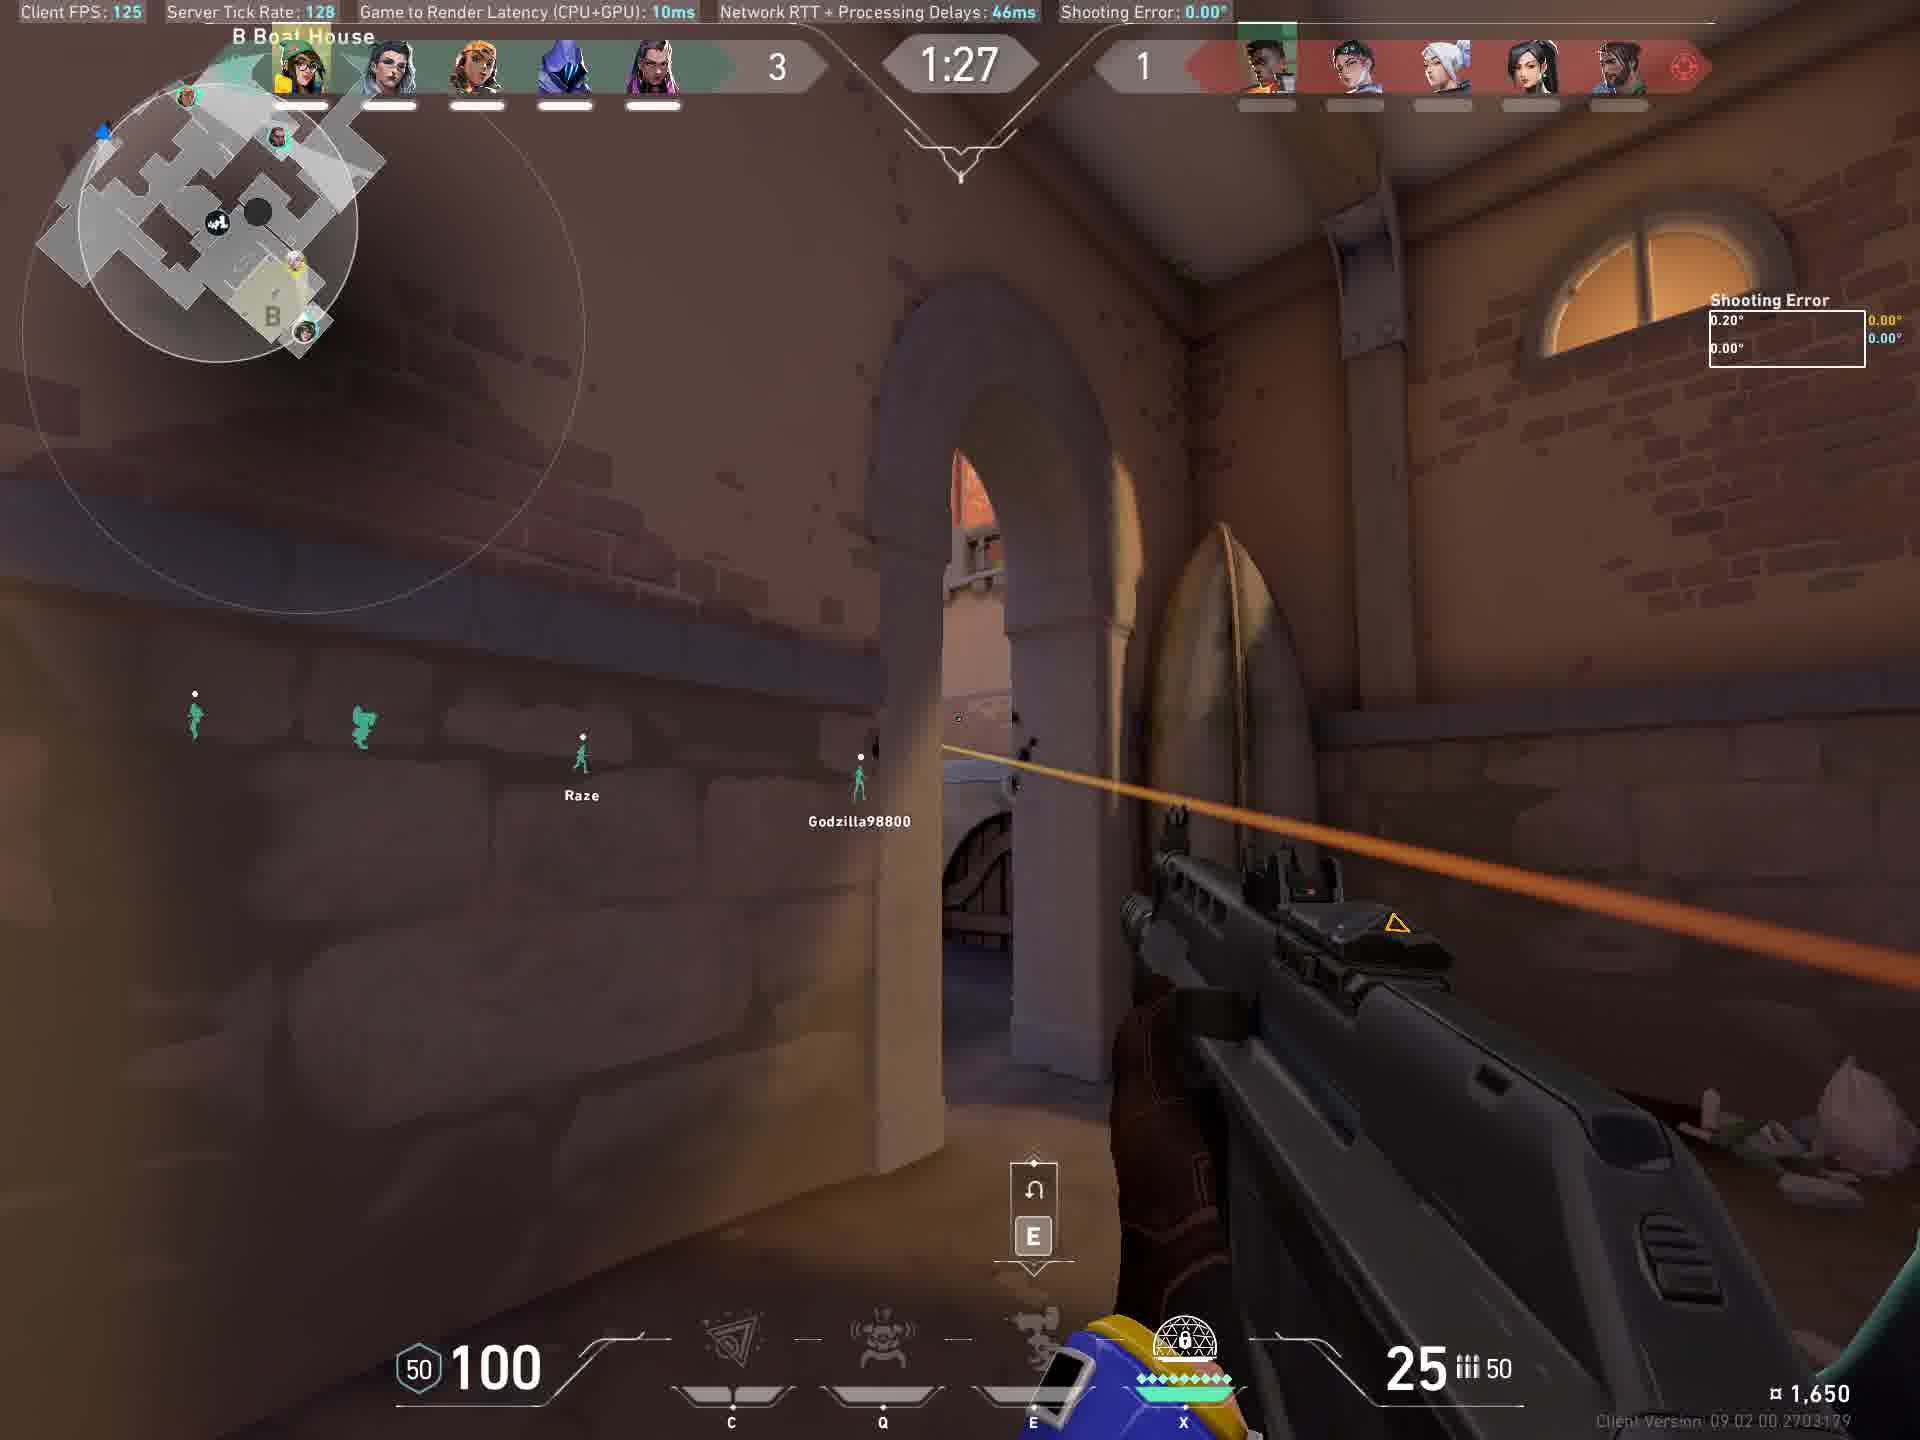 Client FPS: 125
Server Tick Rate: 128
Game to Render Latency (CPU+GPU): 10ms
Network RTT + Processing Delays: 46ms
Shooting Error: 0.00°
B Boat House
3
1:27
1
B
Shooting Error
0.20°
0.00°
0.00°
0.00°
Raze
Godzilla98800
E
50
100
C
Q
E
X
25
50
¤ 1,650
Client Version: 09.02.00.2703179